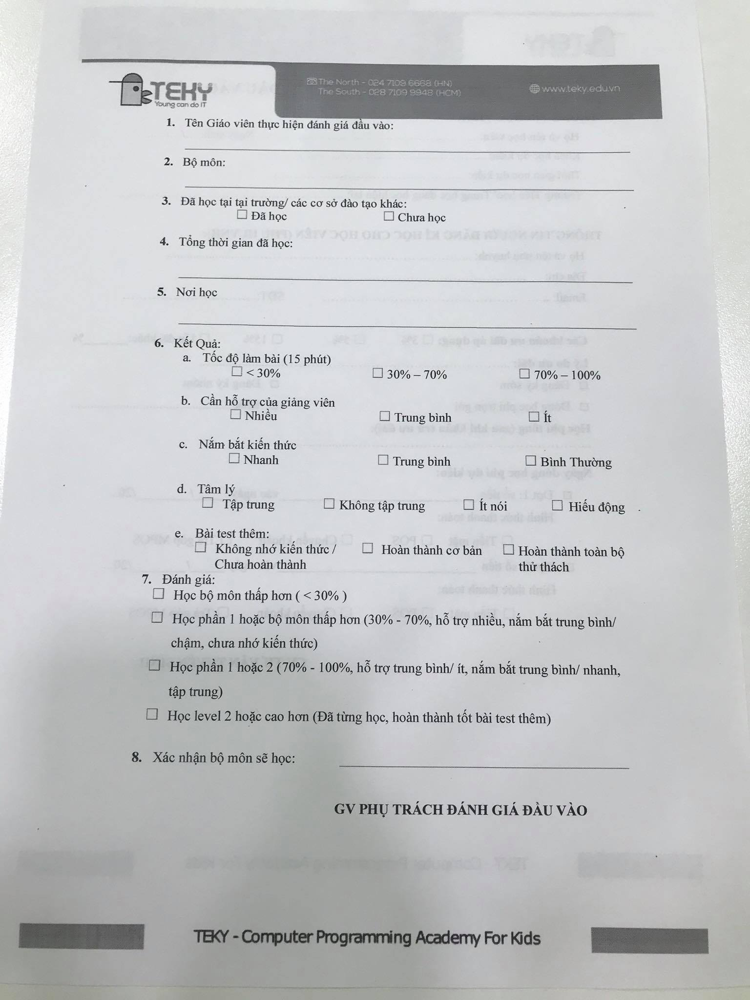 TEKY
Young can do IT
The North - 024 7109 6668 (HN)
The South - 028 7109 9948 (HCM)
www.teky.edu.vn
1. Tên Giáo viên thực hiện đánh giá đầu vào:
2. Bộ môn:
3. Đã học tại tại trường/ các cơ sở đào tạo khác:
☐ Đã học ☐ Chưa học
4. Tổng thời gian đã học:
5. Nơi học
6. Kết Quả:
a. Tốc độ làm bài (15 phút)
☐ < 30% ☐ 30% – 70% ☐ 70% – 100%
b. Cần hỗ trợ của giảng viên
☐ Nhiều ☐ Trung bình ☐ Ít
c. Nắm bắt kiến thức
☐ Nhanh ☐ Trung bình ☐ Bình Thường
d. Tâm lý
☐ Tập trung ☐ Không tập trung ☐ Ít nói ☐ Hiếu động
e. Bài test thêm:
☐ Không nhớ kiến thức / ☐ Hoàn thành cơ bản ☐ Hoàn thành toàn bộ
Chưa hoàn thành thử thách
7. Đánh giá:
☐ Học bộ môn thấp hơn ( < 30% )
☐ Học phần 1 hoặc bộ môn thấp hơn (30% - 70%, hỗ trợ nhiều, nắm bắt trung bình/
chậm, chưa nhớ kiến thức)
☐ Học phần 1 hoặc 2 (70% - 100%, hỗ trợ trung bình/ ít, nắm bắt trung bình/ nhanh,
tập trung)
☐ Học level 2 hoặc cao hơn (Đã từng học, hoàn thành tốt bài test thêm)
8. Xác nhận bộ môn sẽ học:
GV PHỤ TRÁCH ĐÁNH GIÁ ĐẦU VÀO
TEKY - Computer Programming Academy For Kids